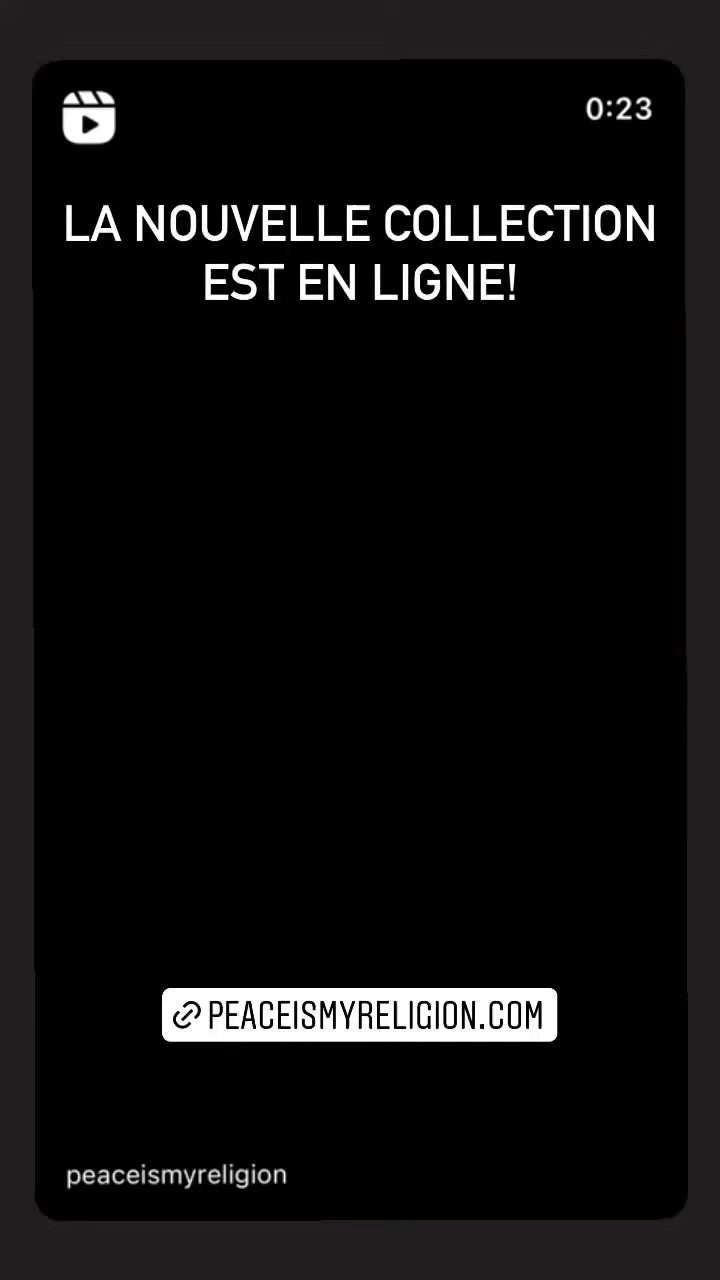 0:23
LA NOUVELLE COLLECTION
EST EN LIGNE!
PEACEISMYRELIGION.COM
peaceismyreligion